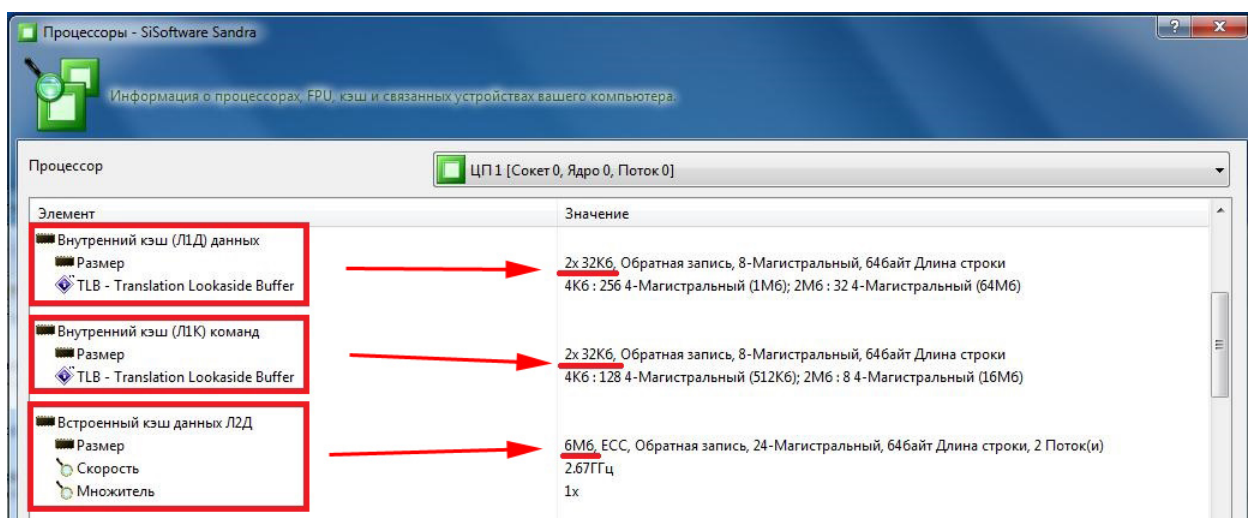 Процессоры - SiSoftware Sandra
Информация о процессорах, FPU, кэш и связанных устройствах вашего компьютера.
Процессор ЦП 1 [Сокет 0, Ядро 0, Поток 0]
Элемент Значение
Внутренний кэш (Л1Д) данных
Размер 2x 32Кб, Обратная запись, 8-Магистральный, 64байт Длина строки
TLB - Translation Lookaside Buffer 4Кб : 256 4-Магистральный (1Мб); 2Мб : 32 4-Магистральный (64Мб)
Внутренний кэш (Л1К) команд
Размер 2x 32Кб, Обратная запись, 8-Магистральный, 64байт Длина строки
TLB - Translation Lookaside Buffer 4Кб : 128 4-Магистральный (512Кб); 2Мб : 8 4-Магистральный (16Мб)
Встроенный кэш данных Л2Д
Размер 6Мб, ECC, Обратная запись, 24-Магистральный, 64байт Длина строки, 2 Поток(и)
Скорость 2.67ГГц
Множитель 1x